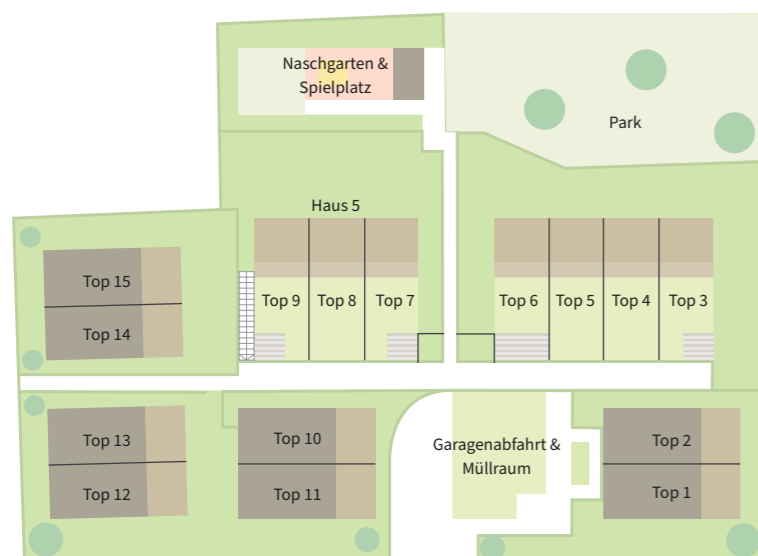 Naschgarten &
Spielplatz
Park
Haus 5
Top 15
Top 14
Top 9
Top 8
Top 7
Top 6
Top 5
Top 4
Top 3
Top 13
Top 12
Top 10
Top 11
Garagenabfahrt &
Müllraum
Top 2
Top 1